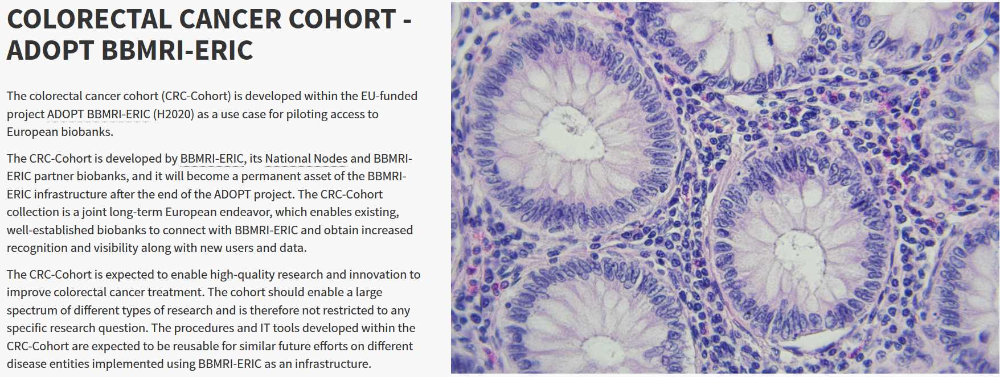 COLORECTAL CANCER COHORT -
ADOPT BBMRI-ERIC
The colorectal cancer cohort (CRC-Cohort) is developed within the EU-funded
project ADOPT BBMRI-ERIC (H2020) as a use case for piloting access to
European biobanks.
The CRC-Cohort is developed by BBMRI-ERIC, its National Nodes and BBMRI-
ERIC partner biobanks, and it will become a permanent asset of the BBMRI-
ERIC infrastructure after the end of the ADOPT project. The CRC-Cohort
collection is a joint long-term European endeavor, which enables existing,
well-established biobanks to connect with BBMRI-ERIC and obtain increased
recognition and visibility along with new users and data.
The CRC-Cohort is expected to enable high-quality research and innovation to
improve colorectal cancer treatment. The cohort should enable a large
spectrum of different types of research and is therefore not restricted to any
specific research question. The procedures and IT tools developed within the
CRC-Cohort are expected to be reusable for similar future efforts on different
disease entities implemented using BBMRI-ERIC as an infrastructure.